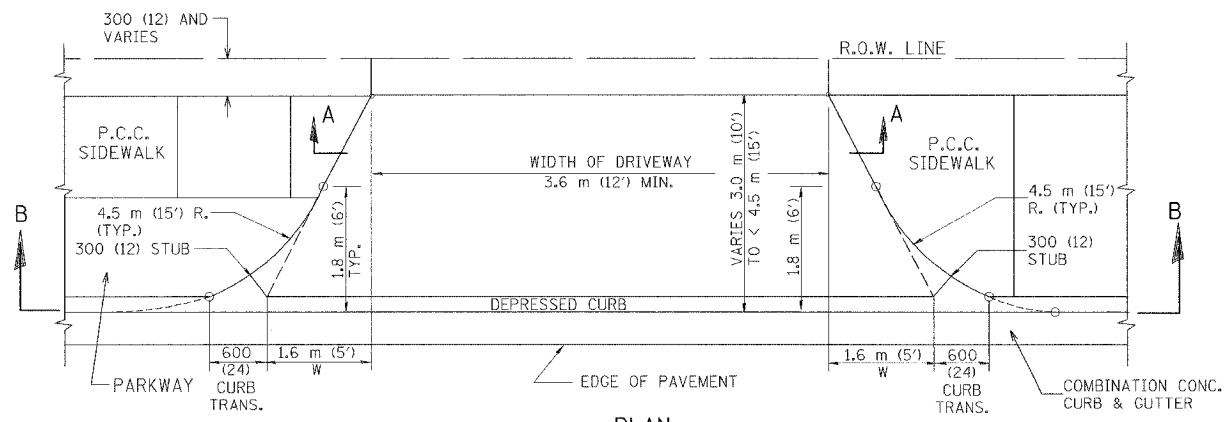 300 (12) AND
VARIES
R.O.W. LINE
A
A
P.C.C.
SIDEWALK
P.C.C.
SIDEWALK
WIDTH OF DRIVEWAY
3.6 m (12') MIN.
VARIES 3.0 m (10')
TO < 4.5 m (15')
B
B
4.5 m (15') R.
(TYP.)
300 (12) STUB
1.8 m (6')
TYP.
1.8 m (6')
4.5 m (15')
R. (TYP.)
300 (12)
STUB
DEPRESSED CURB
600
(24)
CURB
TRANS.
1.6 m (5')
W
1.6 m (5')
W
600
(24)
CURB
TRANS.
PARKWAY
EDGE OF PAVEMENT
COMBINATION CONC.
CURB & GUTTER
PLAN